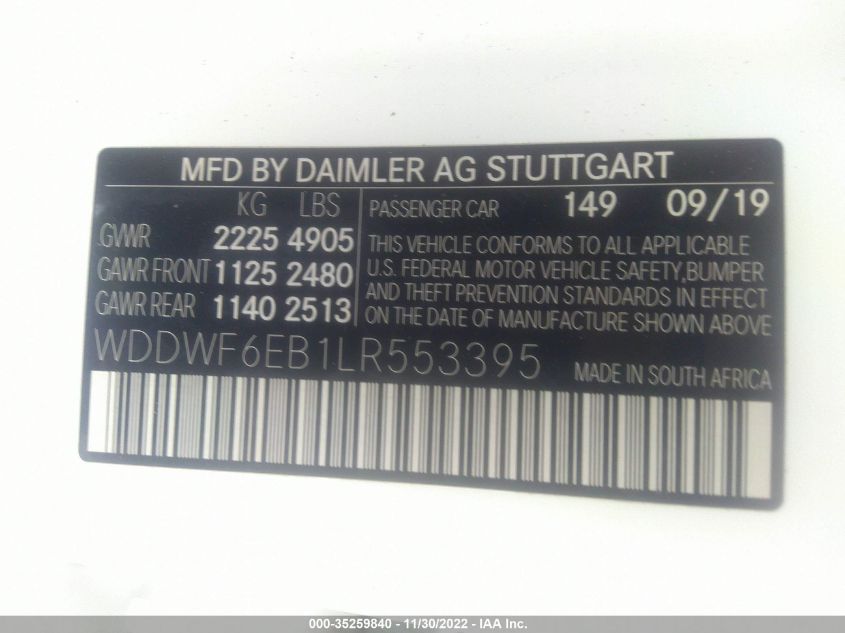 MFD BY DAIMLER AG STUTTGART
KG LBS
GVWR 2225 4905
GAWR FRONT 1125 2480
GAWR REAR 1140 2513
PASSENGER CAR 149 09/19
THIS VEHICLE CONFORMS TO ALL APPLICABLE
U.S. FEDERAL MOTOR VEHICLE SAFETY,BUMPER
AND THEFT PREVENTION STANDARDS IN EFFECT
ON THE DATE OF MANUFACTURE SHOWN ABOVE
WDDWF6EB1LR553395
MADE IN SOUTH AFRICA
000-35259840 - 11/30/2022 - IAA Inc.